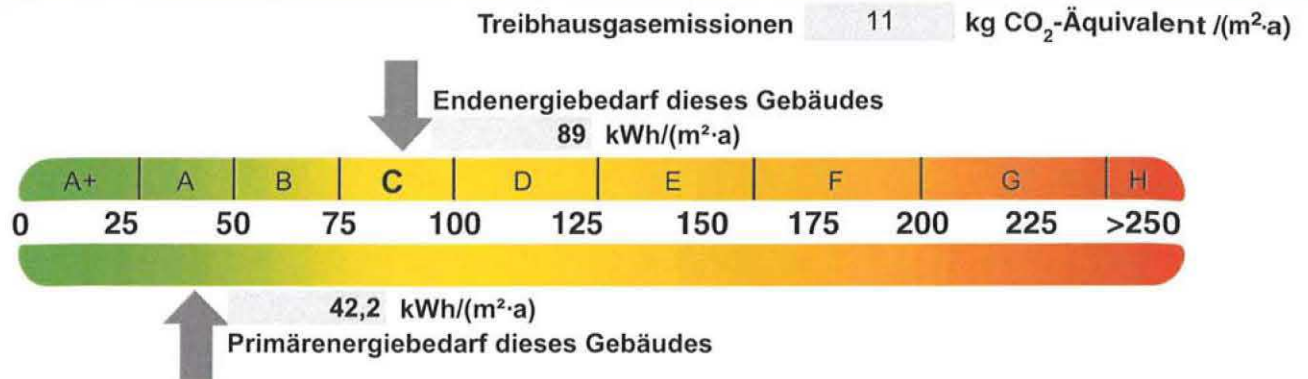 Treibhausgasemissionen 11 kg CO₂-Äquivalent /(m²·a)
Endenergiebedarf dieses Gebäudes
89 kWh/(m²·a)
A+ A B C D E F G H
0 25 50 75 100 125 150 175 200 225 >250
42,2 kWh/(m²·a)
Primärenergiebedarf dieses Gebäudes